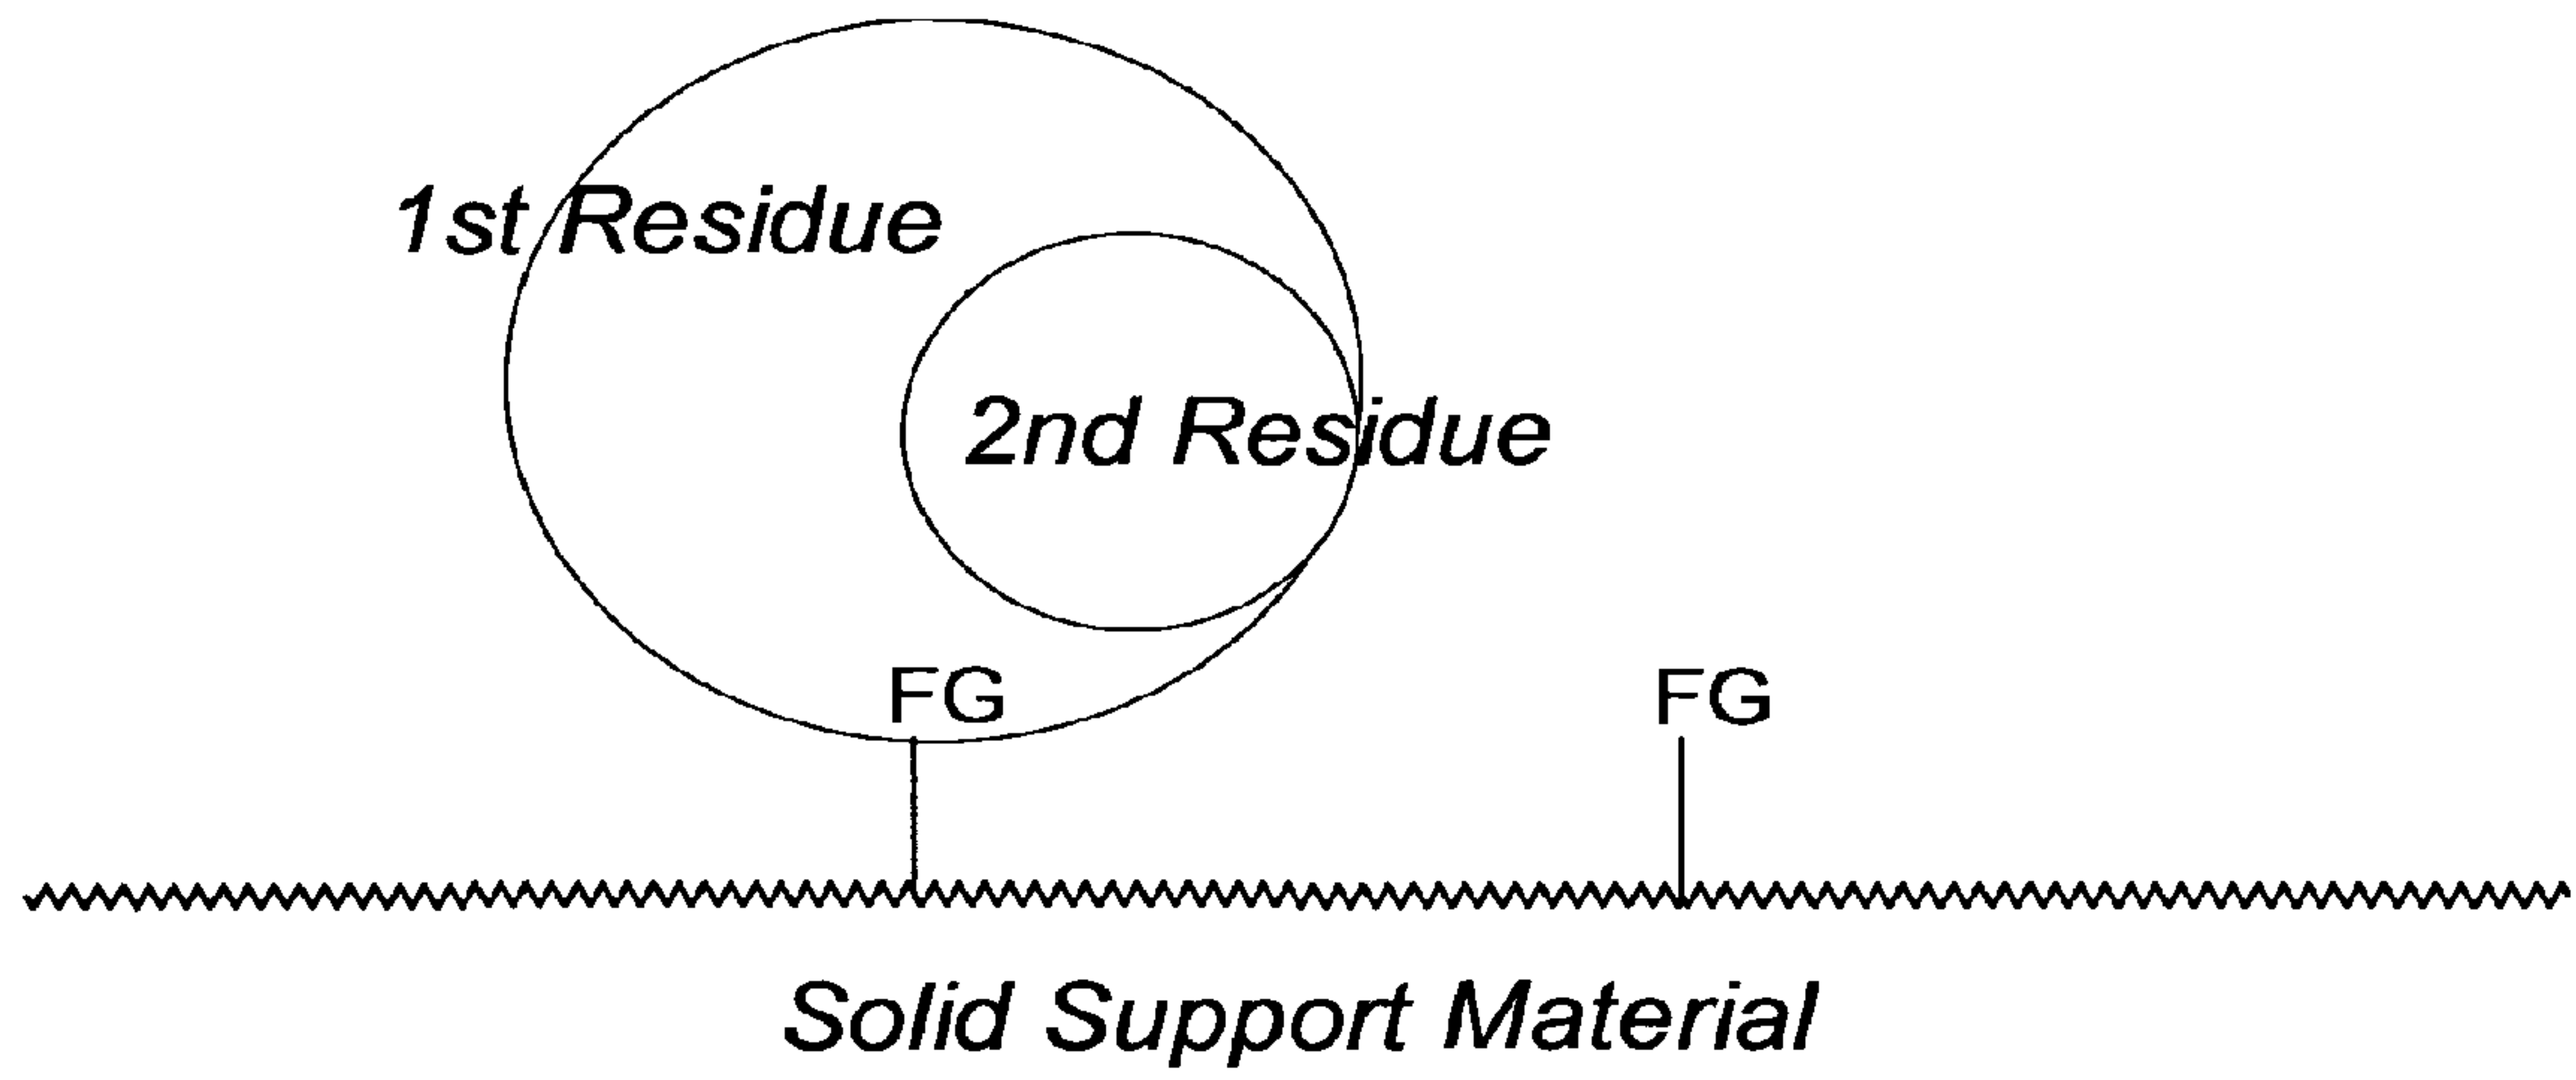 1st Residue
2nd Residue
FG FG
Solid Support Material